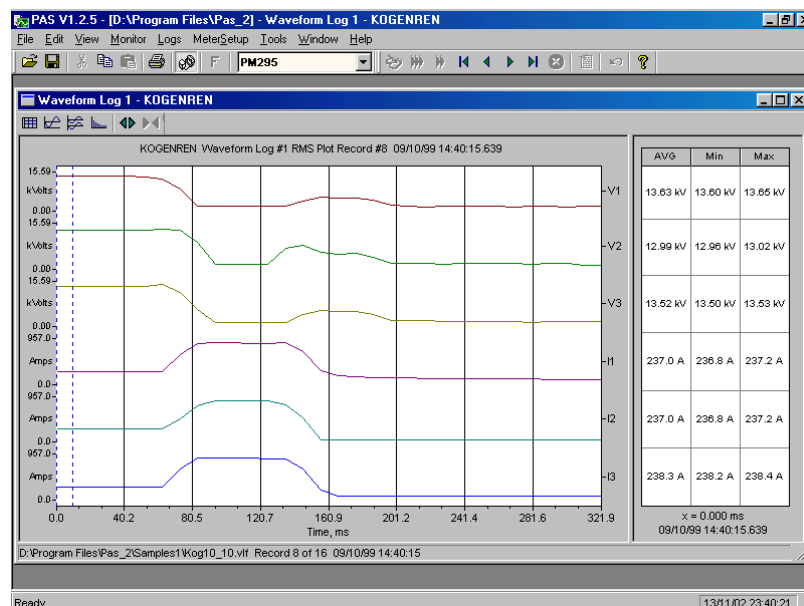 PAS V1.2.5 - [D:\Program Files\Pas_2] - Waveform Log 1 - KOGENREN
File Edit View Monitor Logs MeterSetup Tools Window Help
F PM295
Waveform Log 1 - KOGENREN
KOGENREN Waveform Log #1 RMS Plot Record #8 09/10/99 14:40:15.639
15.59
kVolts
0.00
V1
15.59
kVolts
0.00
V2
15.59
kVolts
0.00
V3
957.0
Amps
0.0
I1
957.0
Amps
0.0
I2
957.0
Amps
0.0
I3
0.0 40.2 80.5 120.7 160.9 201.2 241.4 281.6 321.9
Time, ms
AVG Min Max
13.63 kV 13.60 kV 13.65 kV
12.99 kV 12.96 kV 13.02 kV
13.52 kV 13.50 kV 13.53 kV
237.0 A 236.8 A 237.2 A
237.0 A 236.8 A 237.2 A
238.3 A 238.2 A 238.4 A
x = 0.000 ms
09/10/99 14:40:15.639
D:\Program Files\Pas_2\Samples1\Kog10_10.vlf Record 8 of 16 09/10/99 14:40:15
Ready 13/11/02 23:40:21